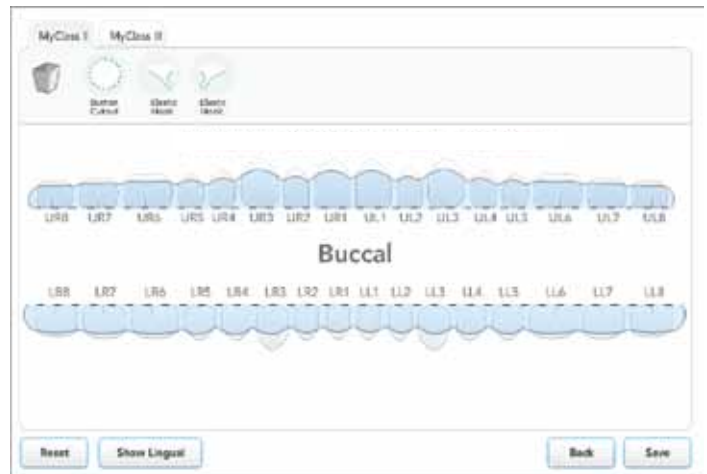 MyClass I MyClass II
Button Elastic Elastic
Cutout Hook Hook
UR8 UR7 UR6 UR5 UR4 UR3 UR2 UR1 UL1 UL2 UL3 UL4 UL5 UL6 UL7 UL8
Buccal
LR8 LR7 LR6 LR5 LR4 LR3 LR2 LR1 LL1 LL2 LL3 LL4 LL5 LL6 LL7 LL8
Reset Show Lingual Back Save